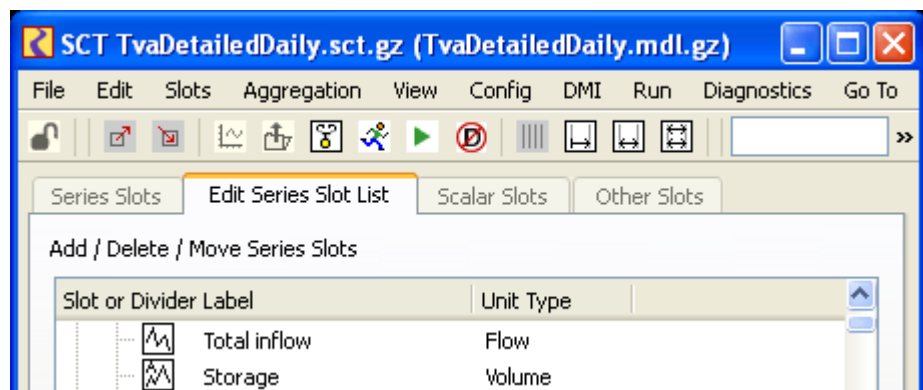 SCT TvaDetailedDaily.sct.gz (TvaDetailedDaily.mdl.gz)
File Edit Slots Aggregation View Config DMI Run Diagnostics Go To
D »
Series Slots Edit Series Slot List Scalar Slots Other Slots
Add / Delete / Move Series Slots
Slot or Divider Label Unit Type
Total inflow Flow
Storage Volume